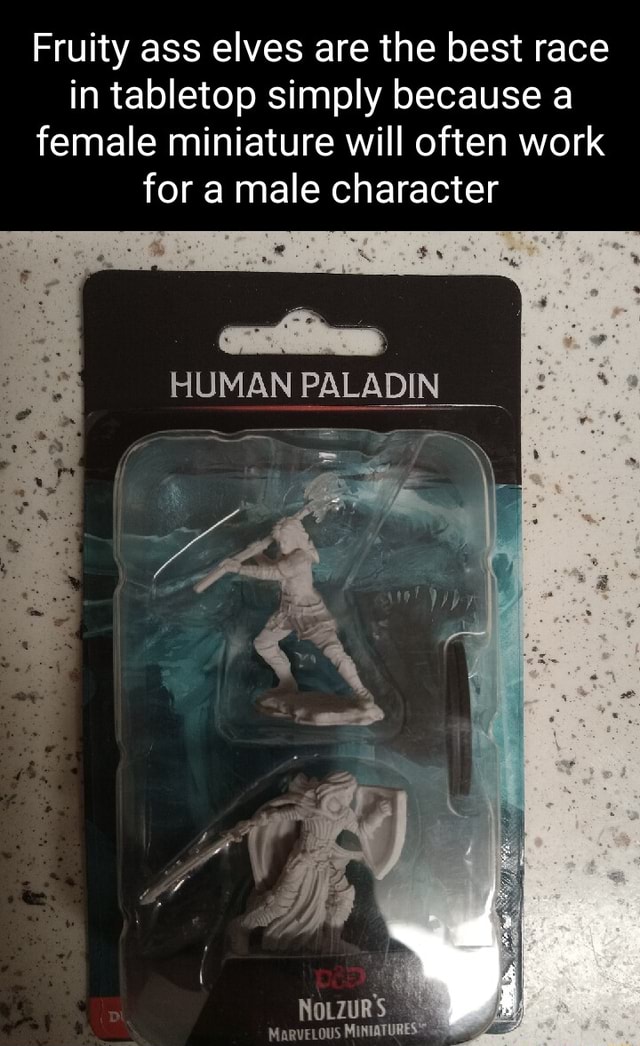 Fruity ass elves are the best race
in tabletop simply because a
female miniature will often work
for a male character
HUMAN PALADIN
D&D
NOLZUR'S
MARVELOUS MINIATURES™